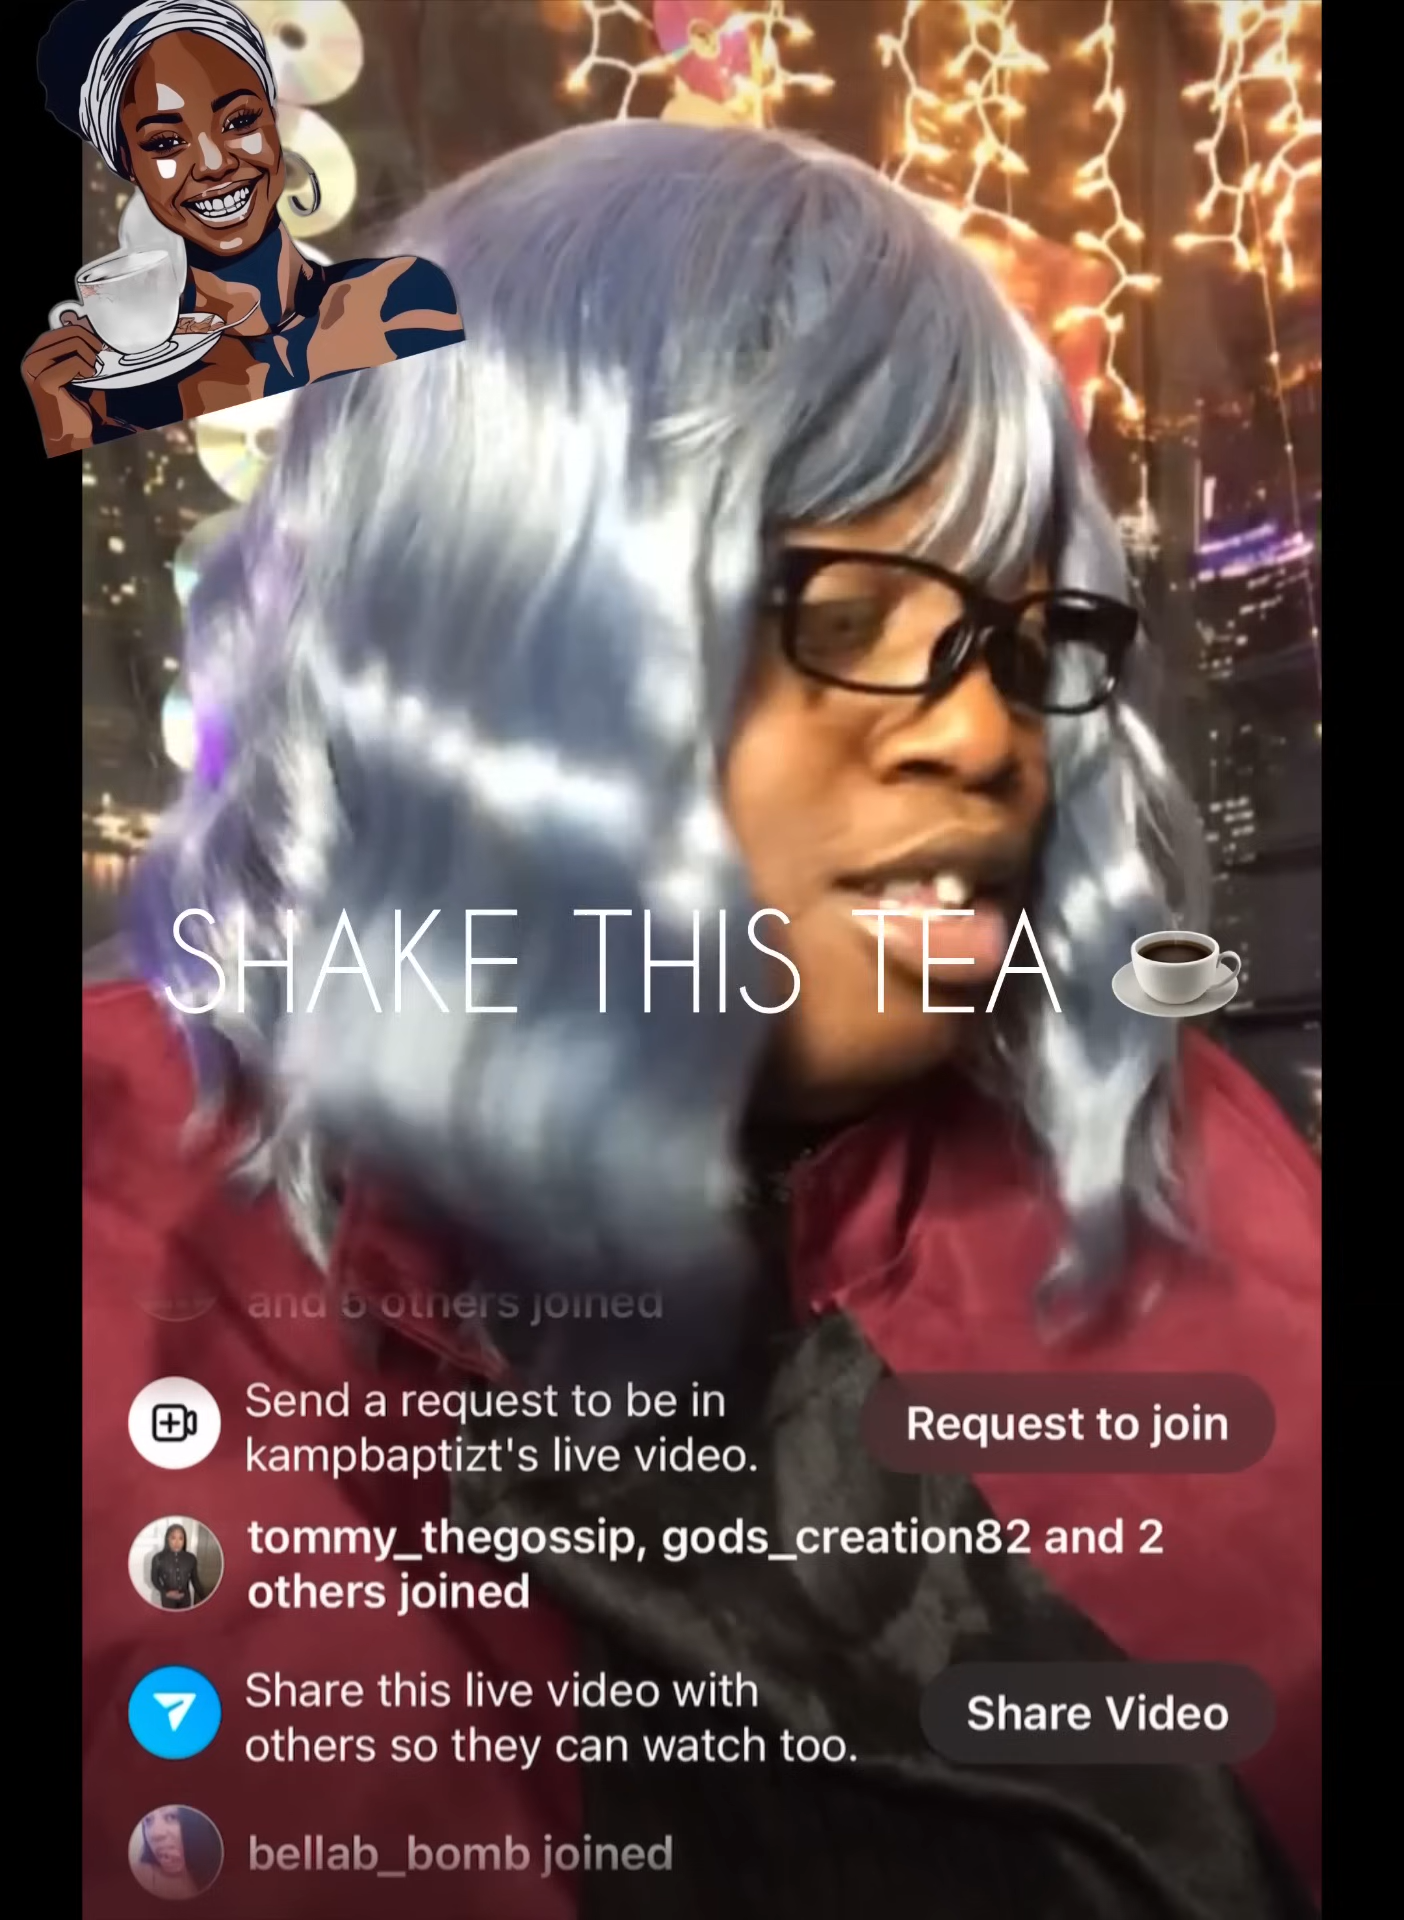 SHAKE THIS TEA
and 5 others joined
Send a request to be in
kampbaptizt's live video.
Request to join
tommy_thegossip, gods_creation82 and 2
others joined
Share this live video with
others so they can watch too.
Share Video
bellab_bomb joined